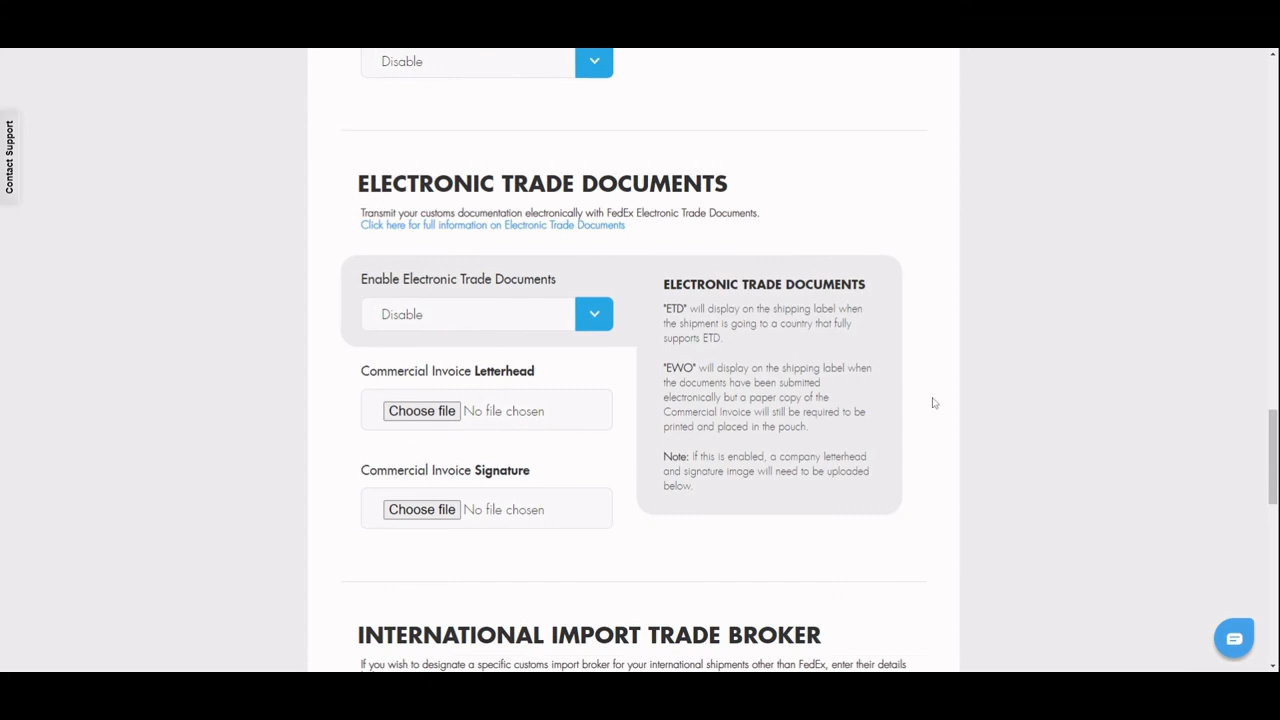 Disable
Contact Support
ELECTRONIC TRADE DOCUMENTS
Transmit your customs documentation electronically with FedEx Electronic Trade Documents.
Click here for full information on Electronic Trade Documents
Enable Electronic Trade Documents
Disable
Commercial Invoice Letterhead
Choose file No file chosen
Commercial Invoice Signature
Choose file No file chosen
ELECTRONIC TRADE DOCUMENTS
"ETD" will display on the shipping label when
the shipment is going to a country that fully
supports ETD.
"EWO" will display on the shipping label when
the documents have been submitted
electronically but a paper copy of the
Commercial Invoice will still be required to be
printed and placed in the pouch.
Note: if this is enabled, a company letterhead
and signature image will need to be uploaded
below.
INTERNATIONAL IMPORT TRADE BROKER
If you wish to designate a specific customs import broker for your international shipments other than FedEx, enter their details